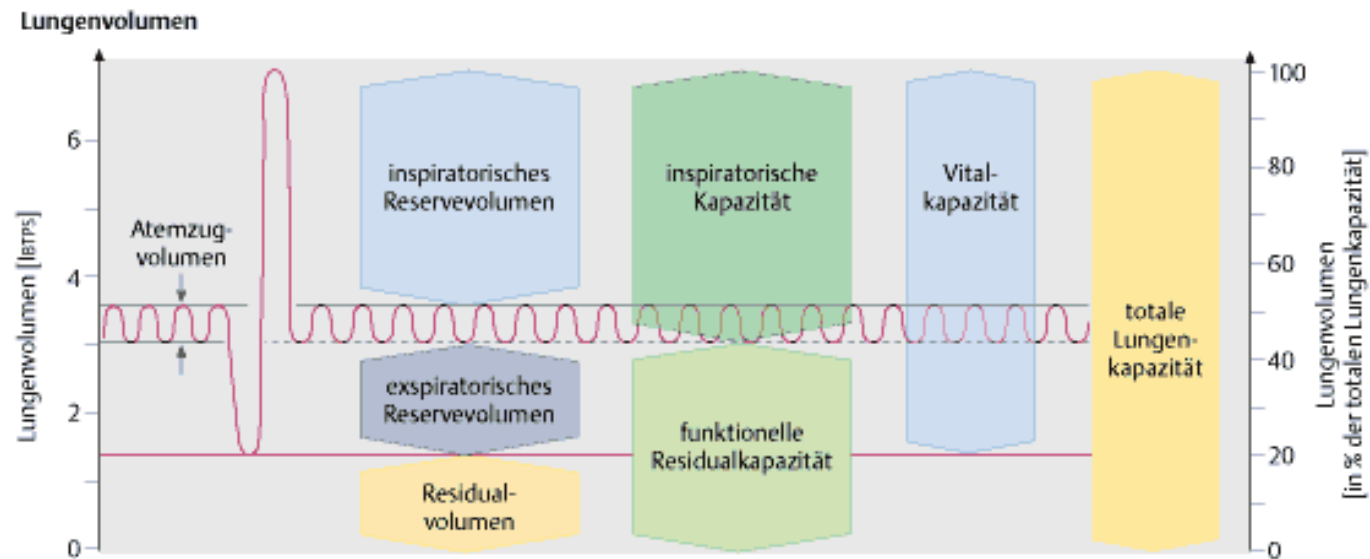 Lungenvolumen
Lungenvolumen [lBTPS]
6
4
2
0
Atemzug-
volumen
inspiratorisches
Reservevolumen
exspiratorisches
Reservevolumen
Residual-
volumen
inspiratorische
Kapazität
funktionelle
Residualkapazität
Vital-
kapazität
totale
Lungen-
kapazität
100
80
60
40
20
0
Lungenvolumen
[in % der totalen Lungenkapazität]